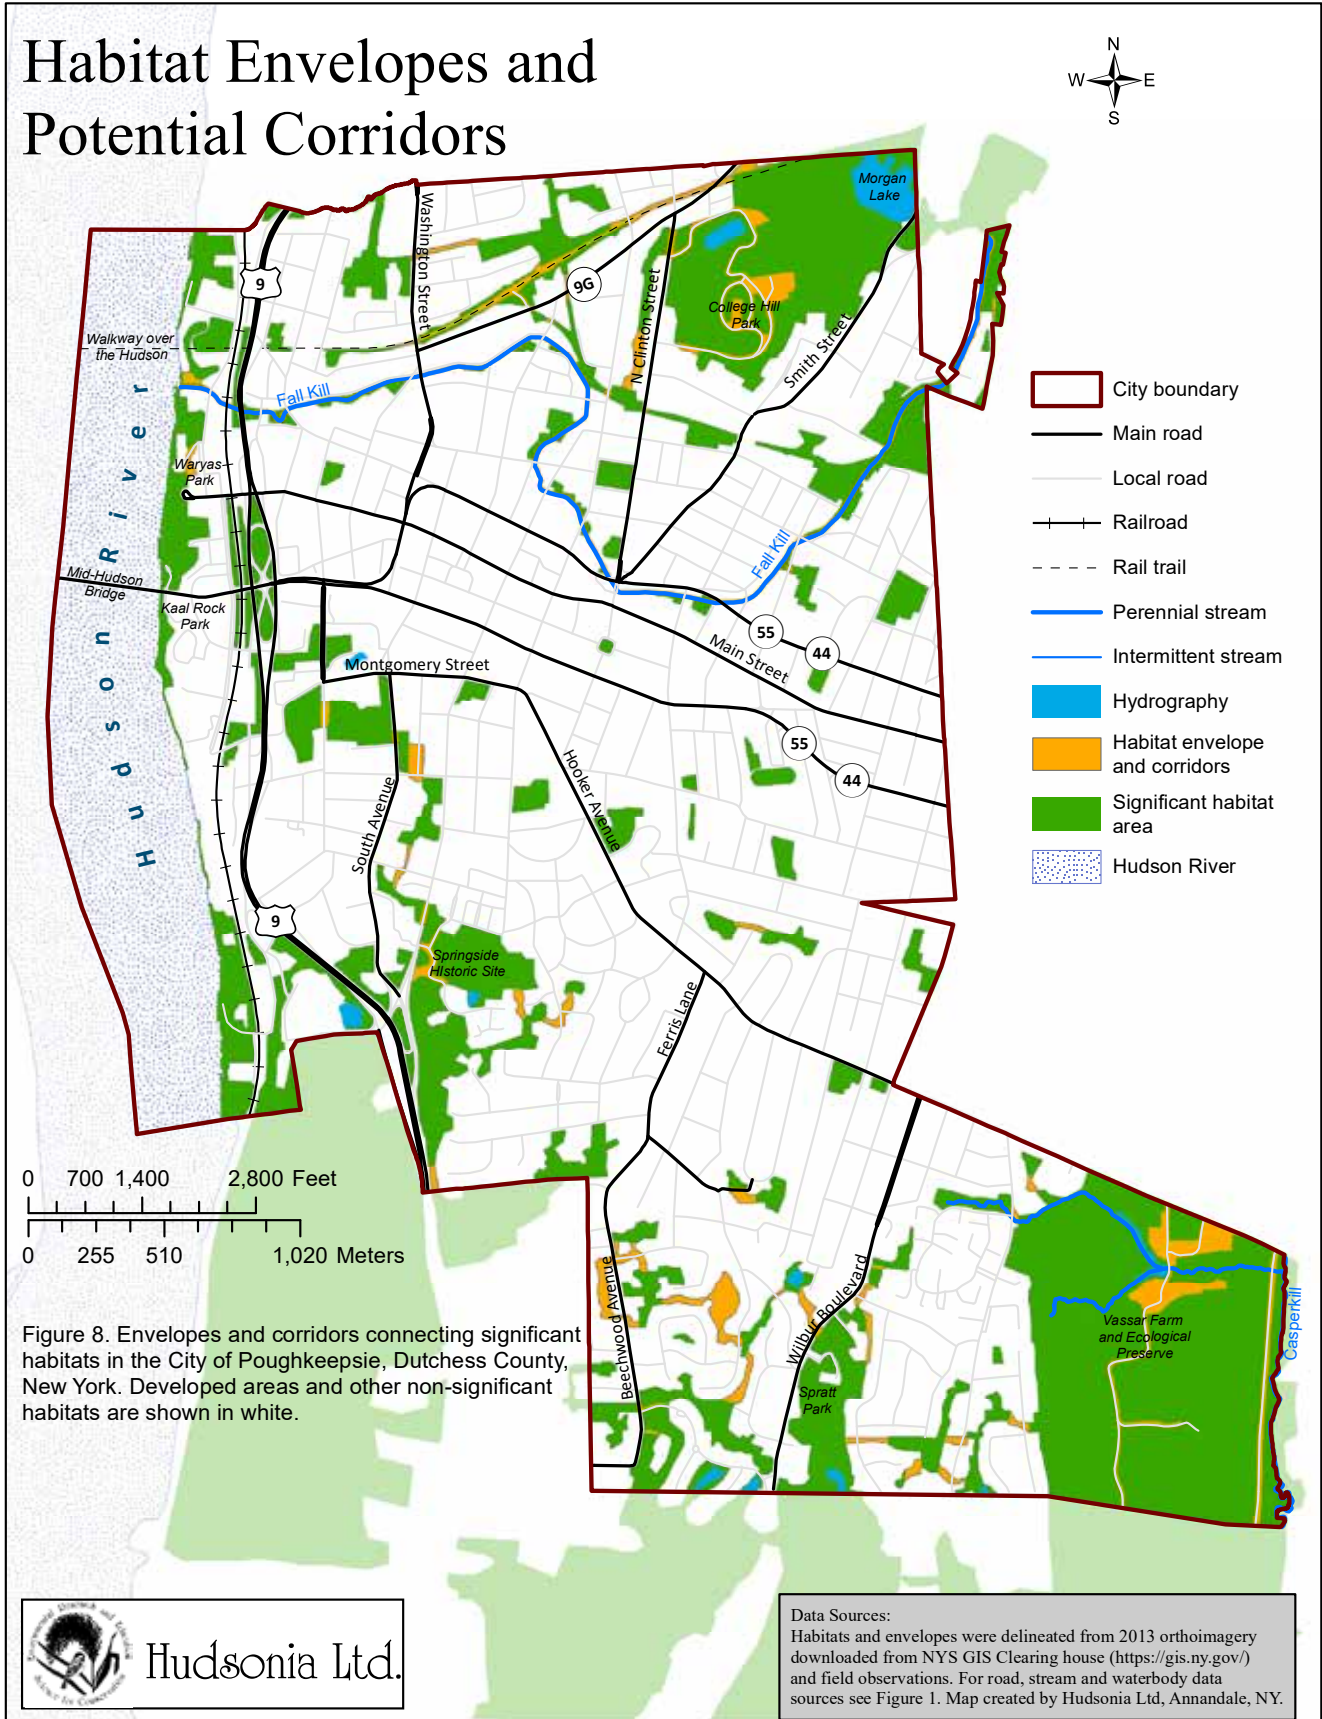 Habitat Envelopes and
Potential Corridors
N
W E
S
Morgan
Lake
Washington Street
9
9G
N Clinton Street
College Hill
Park
Smith Street
Walkway over
the Hudson
Fall Kill
Waryas
Park
Hudson River
Mid-Hudson
Bridge
Kaal Rock
Park
Fall Kill
55
44
Main Street
Montgomery Street
55
44
Hooker Avenue
South Avenue
9
Springside
HIstoric Site
Ferris Lane
Beechwood Avenue
Wilbur Boulevard
Spratt
Park
Vassar Farm
and Ecological
Preserve
Casperkill
City boundary
Main road
Local road
Railroad
Rail trail
Perennial stream
Intermittent stream
Hydrography
Habitat envelope
and corridors
Significant habitat
area
Hudson River
0 700 1,400 2,800 Feet
0 255 510 1,020 Meters
Figure 8. Envelopes and corridors connecting significant
habitats in the City of Poughkeepsie, Dutchess County,
New York. Developed areas and other non-significant
habitats are shown in white.
Hudsonia Ltd.
Data Sources:
Habitats and envelopes were delineated from 2013 orthoimagery
downloaded from NYS GIS Clearing house (https://gis.ny.gov/)
and field observations. For road, stream and waterbody data
sources see Figure 1. Map created by Hudsonia Ltd, Annandale, NY.